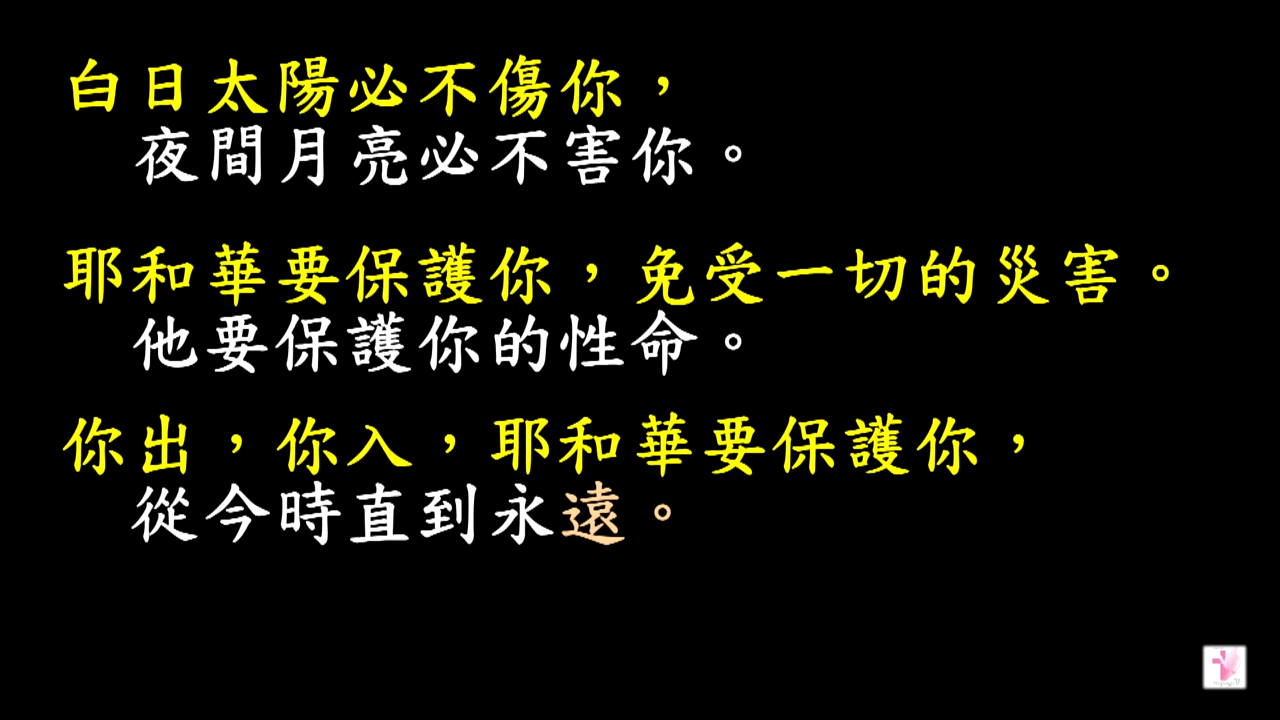 白日太陽必不傷你，
夜間月亮必不害你。
耶和華要保護你，免受一切的災害。
他要保護你的性命。
你出，你入，耶和華要保護你，
從今時直到永遠。